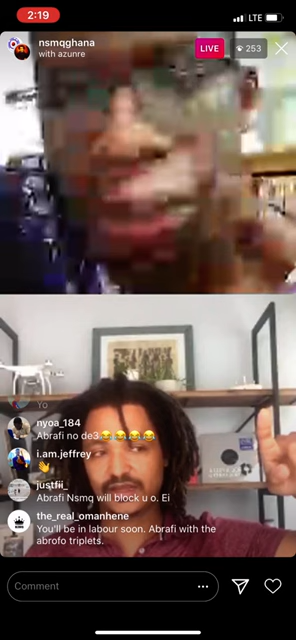 2:19
LTE
nsmqghana
with azunre
LIVE
253
Yo
nyoa_184
Abrafi no de3😂😂😂😂
i.am.jeffrey
👋
justfii_
Abrafi Nsmq will block u o. Ei
the_real_omanhene
You'll be in labour soon. Abrafi with the
abrofo triplets.
Comment